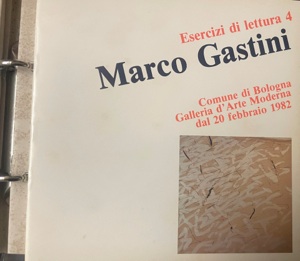 Esercizi di lettura 4
Marco Gastini
Comune di Bologna
Galleria d'Arte Moderna
dal 20 febbraio 1982